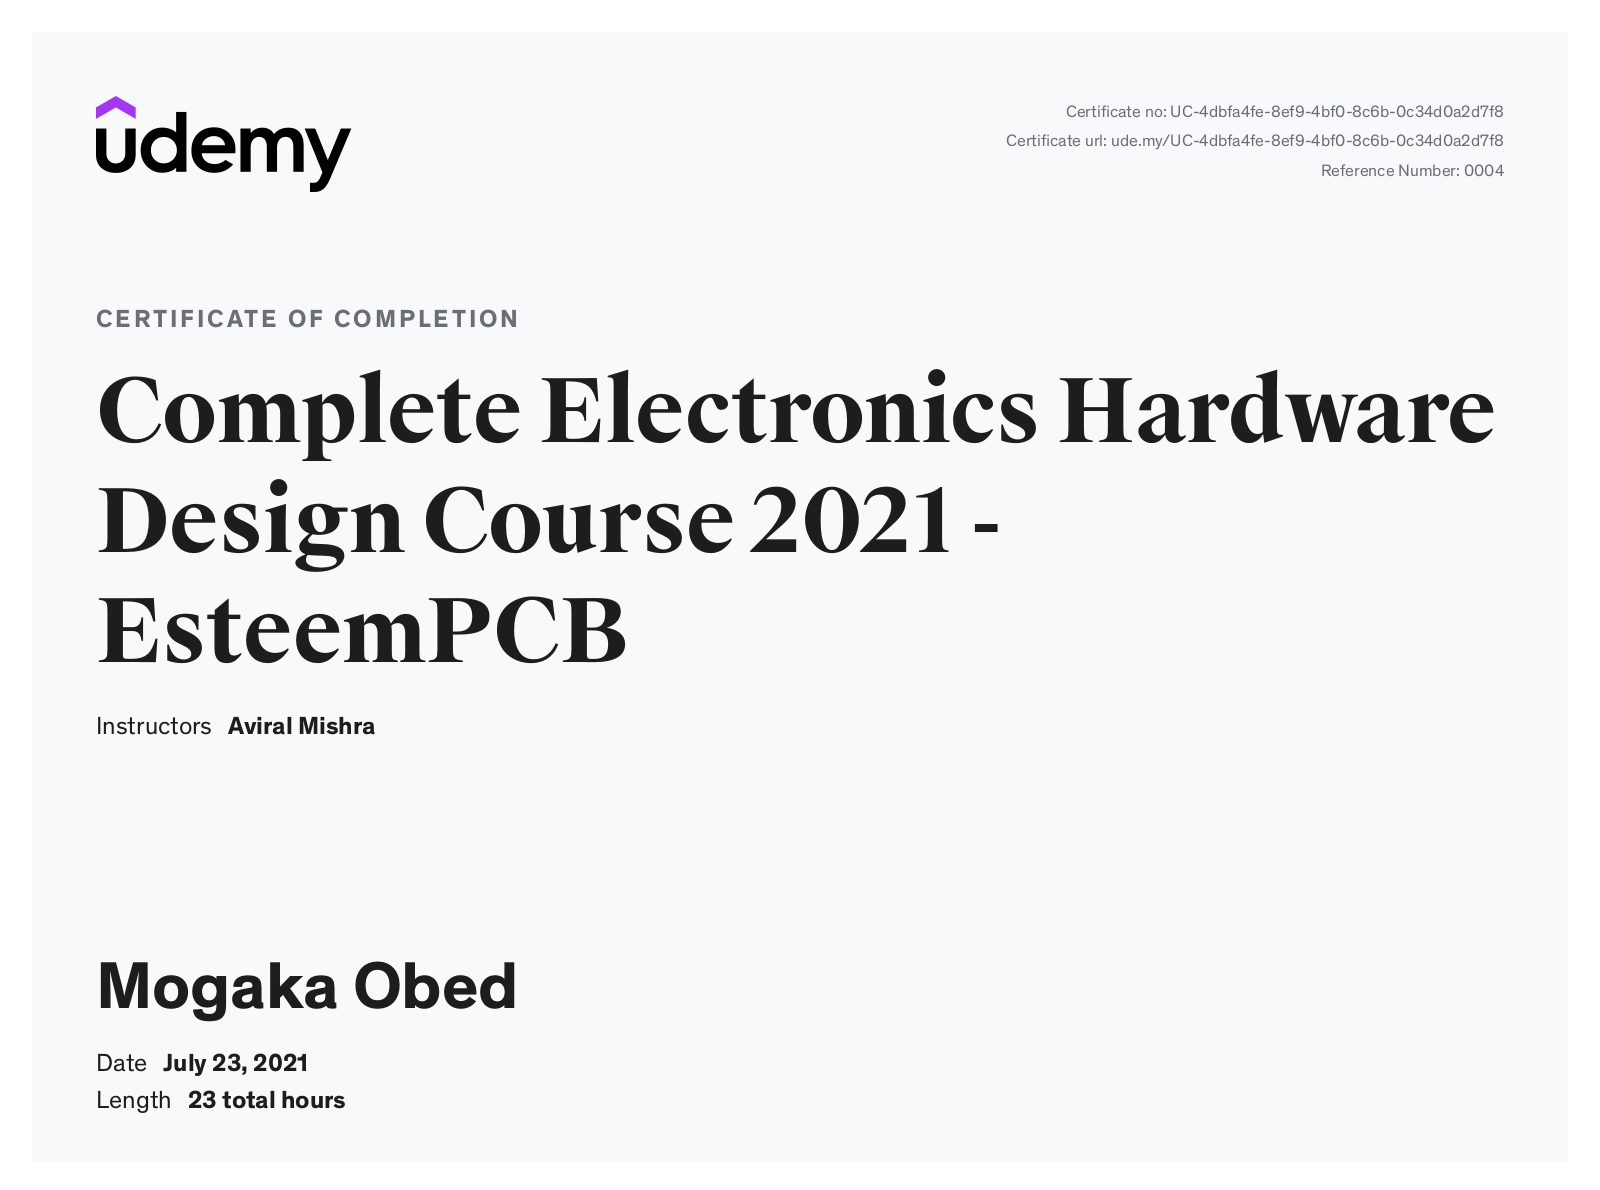 udemy
Certificate no: UC-4dbfa4fe-8ef9-4bf0-8c6b-0c34d0a2d7f8
Certificate url: ude.my/UC-4dbfa4fe-8ef9-4bf0-8c6b-0c34d0a2d7f8
Reference Number: 0004
CERTIFICATE OF COMPLETION
Complete Electronics Hardware
Design Course 2021 -
EsteemPCB
Instructors Aviral Mishra
Mogaka Obed
Date July 23, 2021
Length 23 total hours